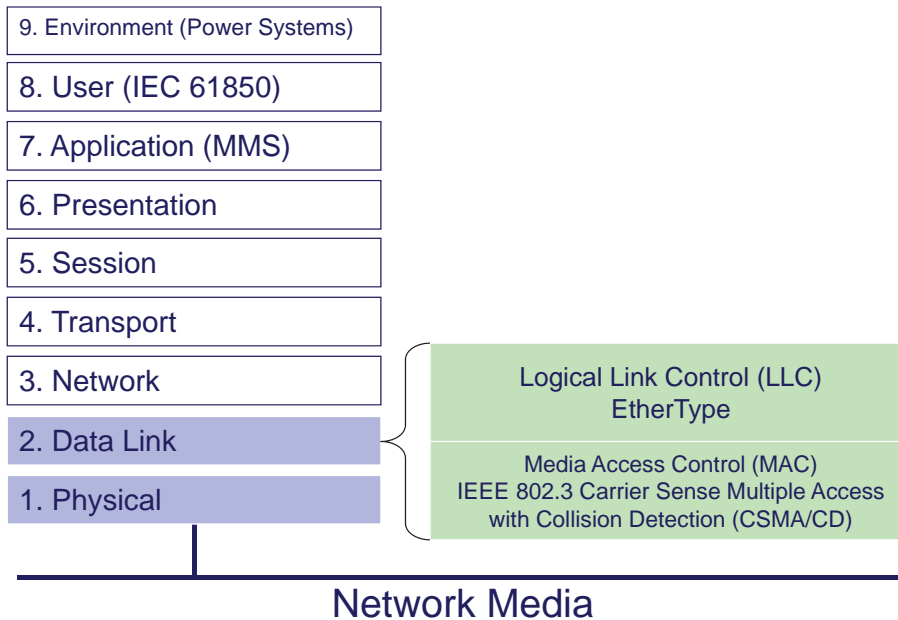 9. Environment (Power Systems)
8. User (IEC 61850)
7. Application (MMS)
6. Presentation
5. Session
4. Transport
3. Network
2. Data Link
1. Physical
Logical Link Control (LLC)
EtherType
Media Access Control (MAC)
IEEE 802.3 Carrier Sense Multiple Access
with Collision Detection (CSMA/CD)
Network Media